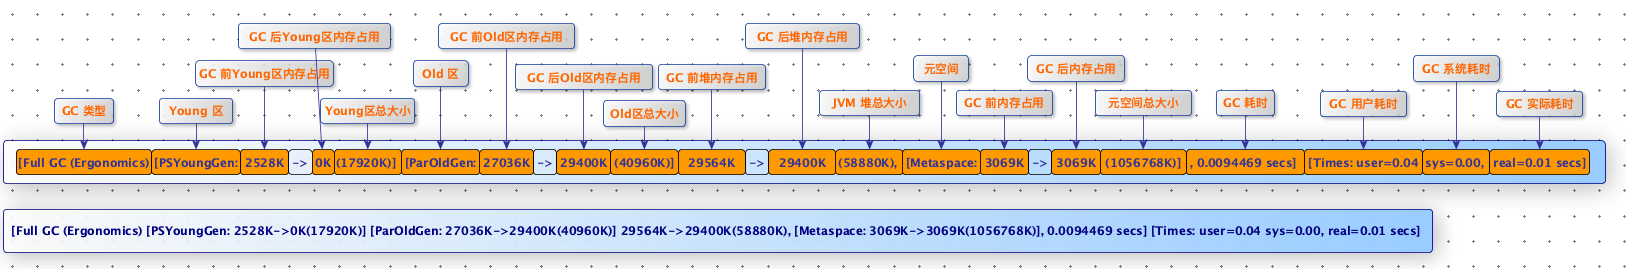 GC 后Young区内存占用
GC 前Old区内存占用
GC 后堆内存占用
GC 前Young区内存占用
Old 区
GC 后Old区内存占用
GC 前堆内存占用
元空间
GC 后内存占用
GC 系统耗时
GC 类型
Young 区
Young区总大小
Old区总大小
JVM 堆总大小
GC 前内存占用
元空间总大小
GC 耗时
GC 用户耗时
GC 实际耗时
[Full GC (Ergonomics) [PSYoungGen: 2528K -> 0K (17920K)] [ParOldGen: 27036K -> 29400K (40960K)] 29564K -> 29400K (58880K), [Metaspace: 3069K -> 3069K (1056768K)] , 0.0094469 secs] [Times: user=0.04 sys=0.00, real=0.01 secs]
[Full GC (Ergonomics) [PSYoungGen: 2528K->0K(17920K)] [ParOldGen: 27036K->29400K(40960K)] 29564K->29400K(58880K), [Metaspace: 3069K->3069K(1056768K)], 0.0094469 secs] [Times: user=0.04 sys=0.00, real=0.01 secs]